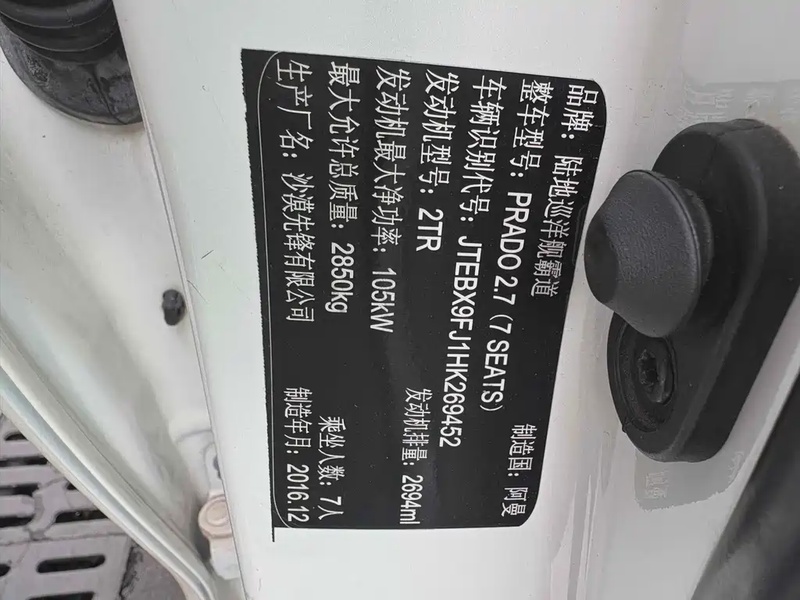 品牌：陆地巡洋舰霸道 制造国：阿曼
整车型号：PRADO 2.7（7 SEATS）
车辆识别代号：JTEBX9FJ1HK269452
发动机型号：2TR 发动机排量：2694ml
发动机最大净功率：105kW
最大允许总质量：2850kg 乘坐人数：7人
生产厂名：沙漠先锋有限公司 制造年月：2016.12